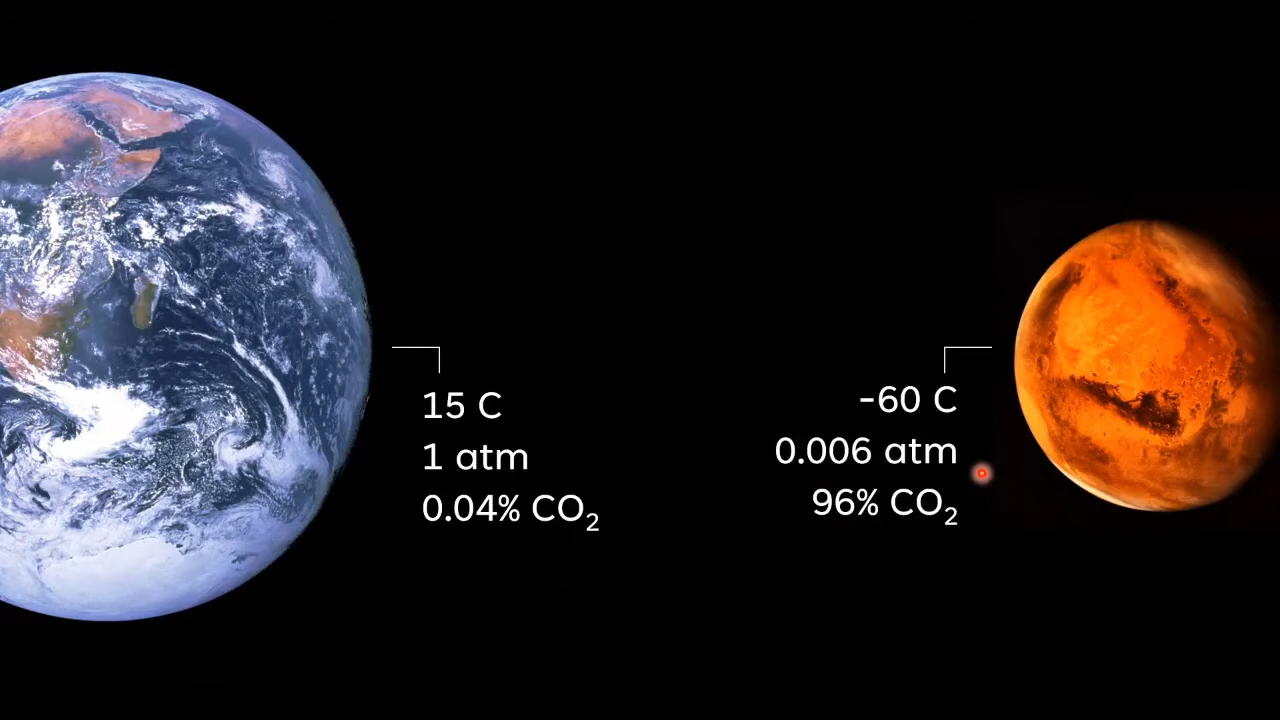 15 C
1 atm
0.04% CO₂
-60 C
0.006 atm
96% CO₂